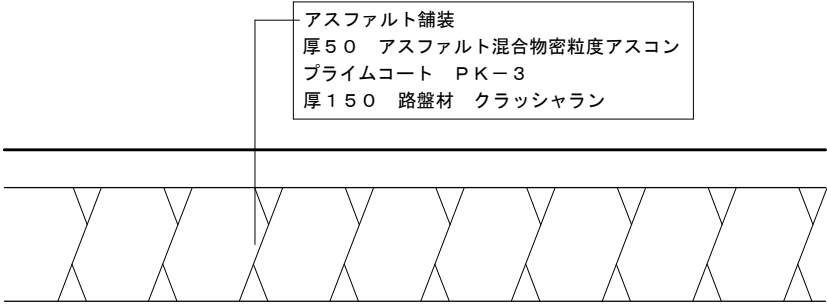 アスファルト舗装
厚５０　アスファルト混合物密粒度アスコン
プライムコート　ＰＫ－３
厚１５０　路盤材　クラッシャラン